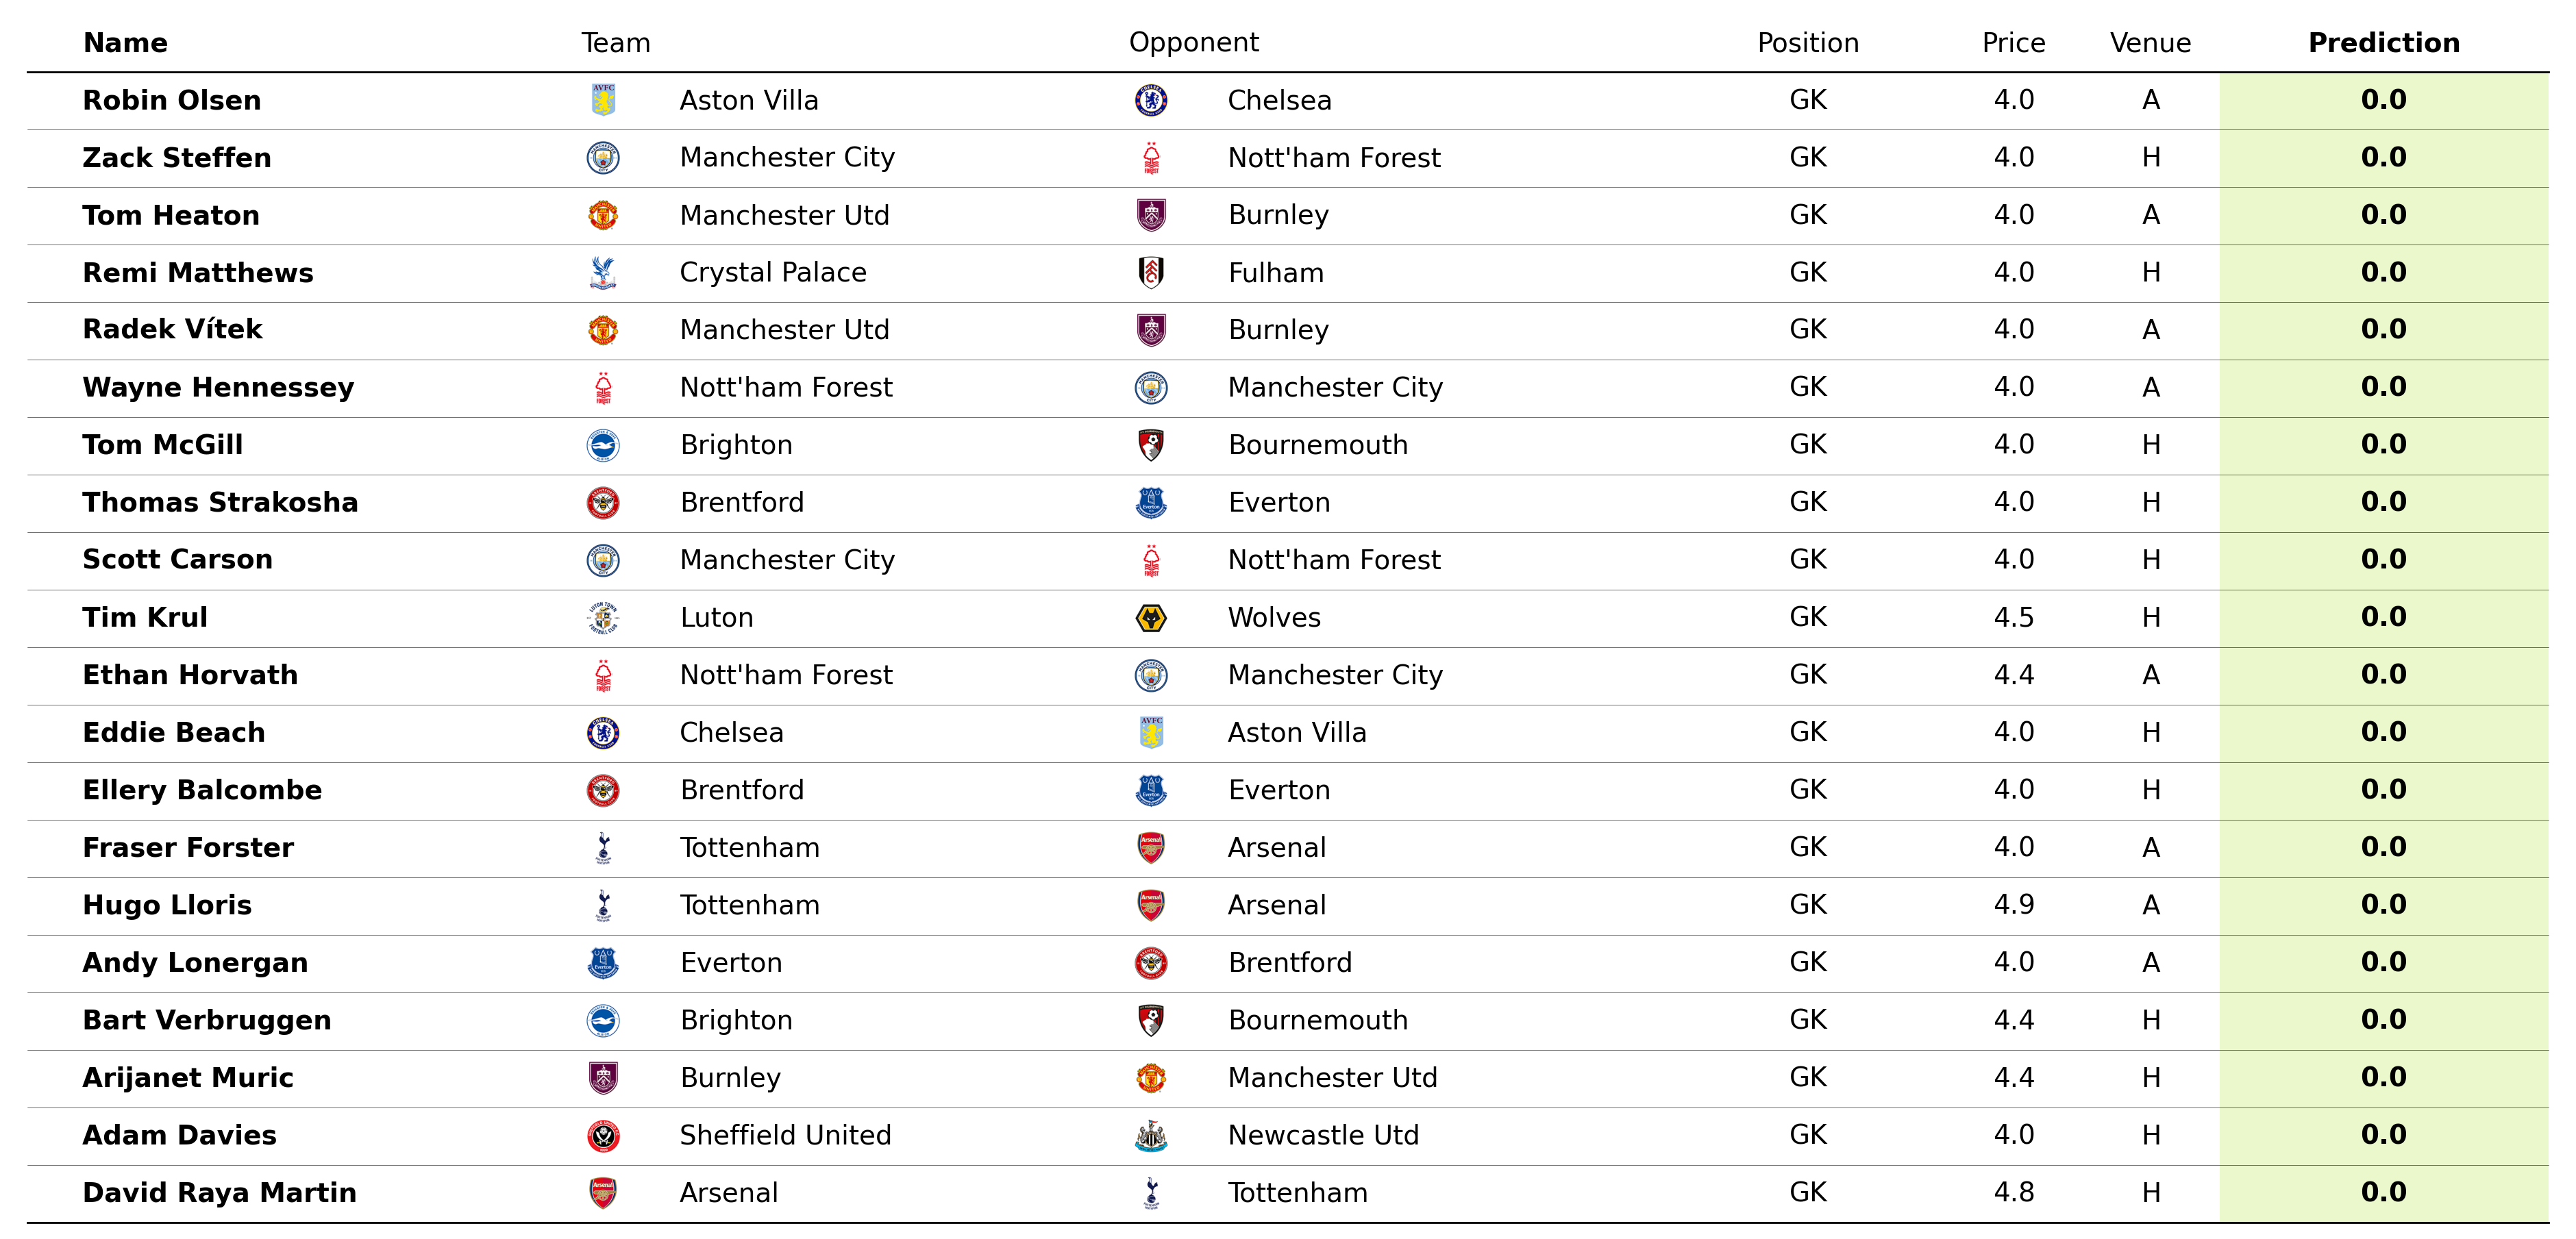 Name Team Opponent Position Price Venue Prediction
Robin Olsen Aston Villa Chelsea GK 4.0 A 0.0
Zack Steffen Manchester City Nott'ham Forest GK 4.0 H 0.0
Tom Heaton Manchester Utd Burnley GK 4.0 A 0.0
Remi Matthews Crystal Palace Fulham GK 4.0 H 0.0
Radek Vítek Manchester Utd Burnley GK 4.0 A 0.0
Wayne Hennessey Nott'ham Forest Manchester City GK 4.0 A 0.0
Tom McGill Brighton Bournemouth GK 4.0 H 0.0
Thomas Strakosha Brentford Everton GK 4.0 H 0.0
Scott Carson Manchester City Nott'ham Forest GK 4.0 H 0.0
Tim Krul Luton Wolves GK 4.5 H 0.0
Ethan Horvath Nott'ham Forest Manchester City GK 4.4 A 0.0
Eddie Beach Chelsea Aston Villa GK 4.0 H 0.0
Ellery Balcombe Brentford Everton GK 4.0 H 0.0
Fraser Forster Tottenham Arsenal GK 4.0 A 0.0
Hugo Lloris Tottenham Arsenal GK 4.9 A 0.0
Andy Lonergan Everton Brentford GK 4.0 A 0.0
Bart Verbruggen Brighton Bournemouth GK 4.4 H 0.0
Arijanet Muric Burnley Manchester Utd GK 4.4 H 0.0
Adam Davies Sheffield United Newcastle Utd GK 4.0 H 0.0
David Raya Martin Arsenal Tottenham GK 4.8 H 0.0